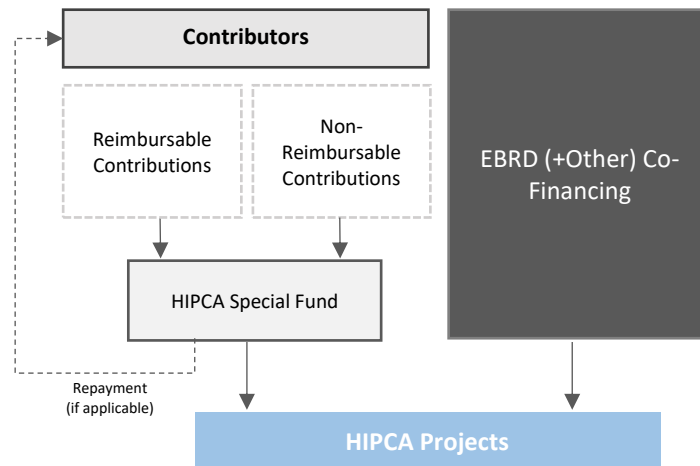 Contributors
Reimbursable
Contributions
Non-
Reimbursable
Contributions
EBRD (+Other) Co-
Financing
HIPCA Special Fund
Repayment
(if applicable)
HIPCA Projects